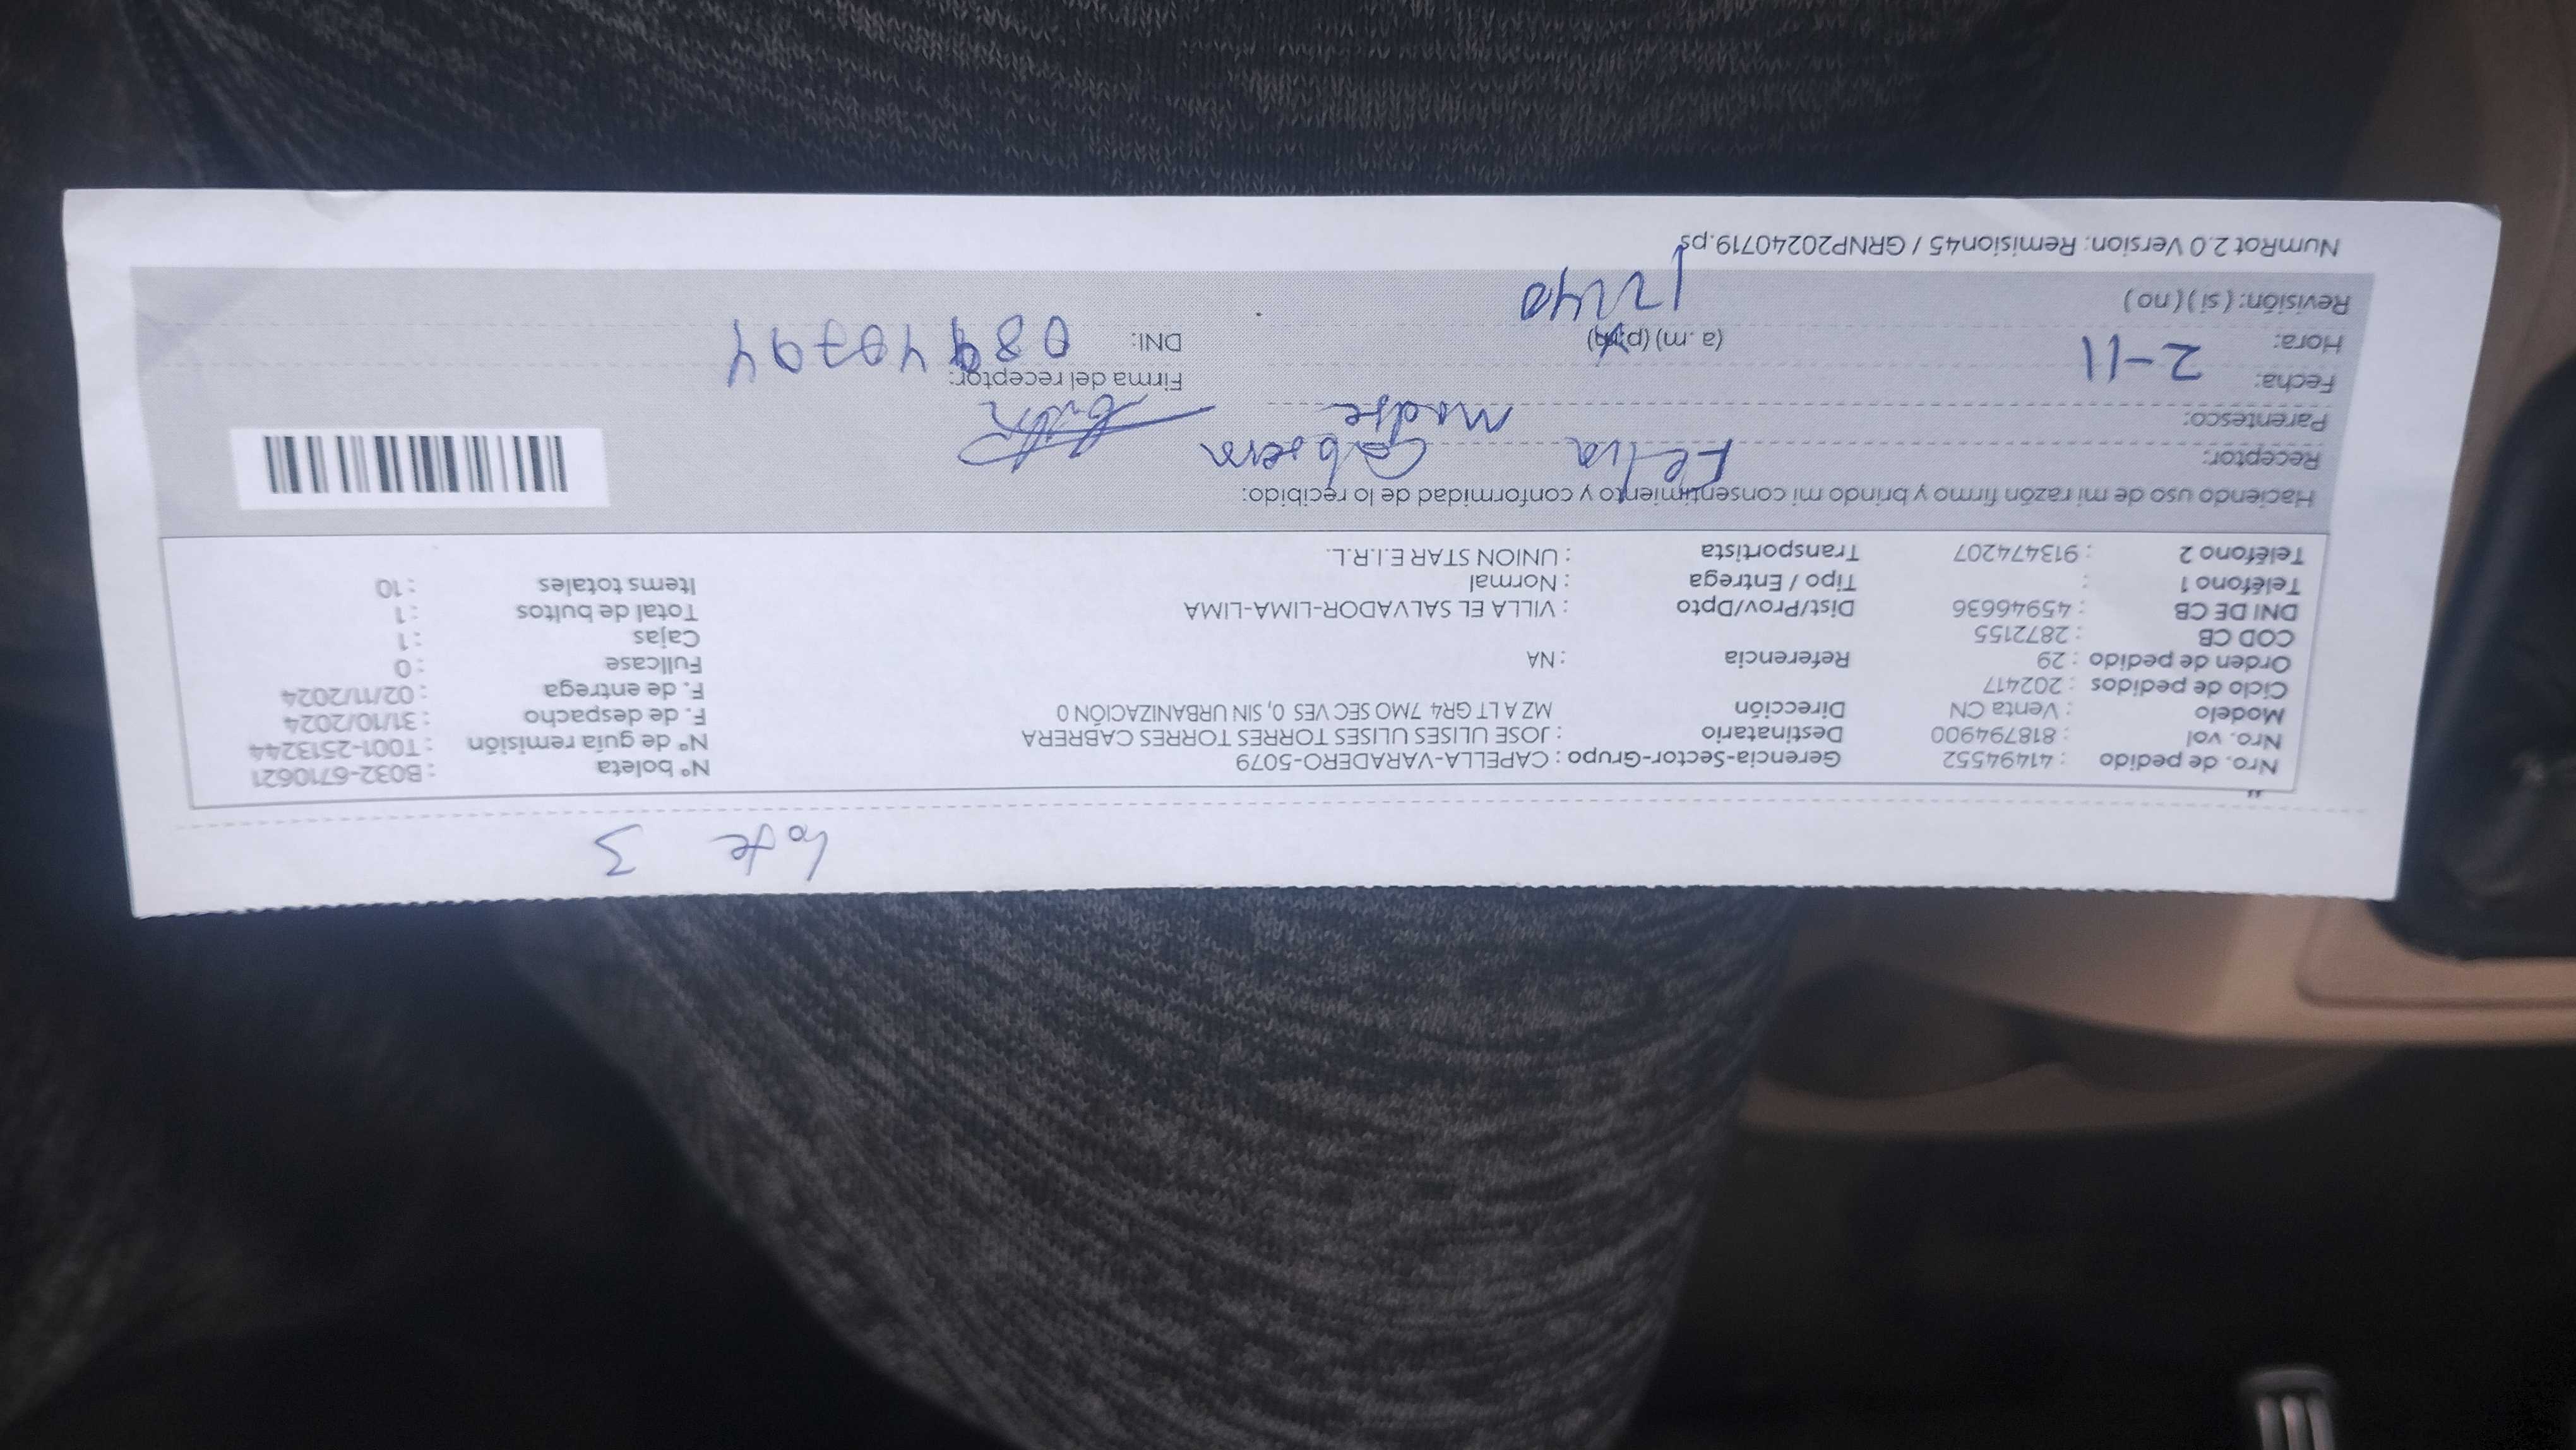 Lote 3
Nro. de pedido : 41494552 Gerencia-Sector-Grupo : CAPELLA-VARADERO-5079 Nº boleta : B032-6710621
Nro. vol : 818794900 Destinatario : JOSE ULISES ULISES TORRES TORRES CABRERA Nº de guía remisión : T001-2513244
Modelo : Venta CN Dirección MZ A LT GR4 7MO SEC VES 0, SIN URBANIZACIÓN 0 F. de despacho : 31/10/2024
Ciclo de pedidos : 202417 F. de entrega : 02/11/2024
Orden de pedido : 29 Referencia : NA Fullcase : 0
COD CB : 2872155 Cajas : 1
DNI DE CB : 45946636 Dist/Prov/Dpto : VILLA EL SALVADOR-LIMA-LIMA Total de bultos : 1
Teléfono 1 : Tipo / Entrega : Normal Items totales : 10
Teléfono 2 : 913474207 Transportista : UNION STAR E.I.R.L.
Haciendo uso de mi razón firmo y brindo mi consentimiento y conformidad de lo recibido:
Receptor: Cabrera
Parentesco: madre
Fecha: 2-11 Firma del receptor:
Hora: (a .m) (p.m) DNI:
Revisión: ( si ) ( no ) 12:40
NumRot 2.0 Version: Remision45 / GRNP20240719.ps